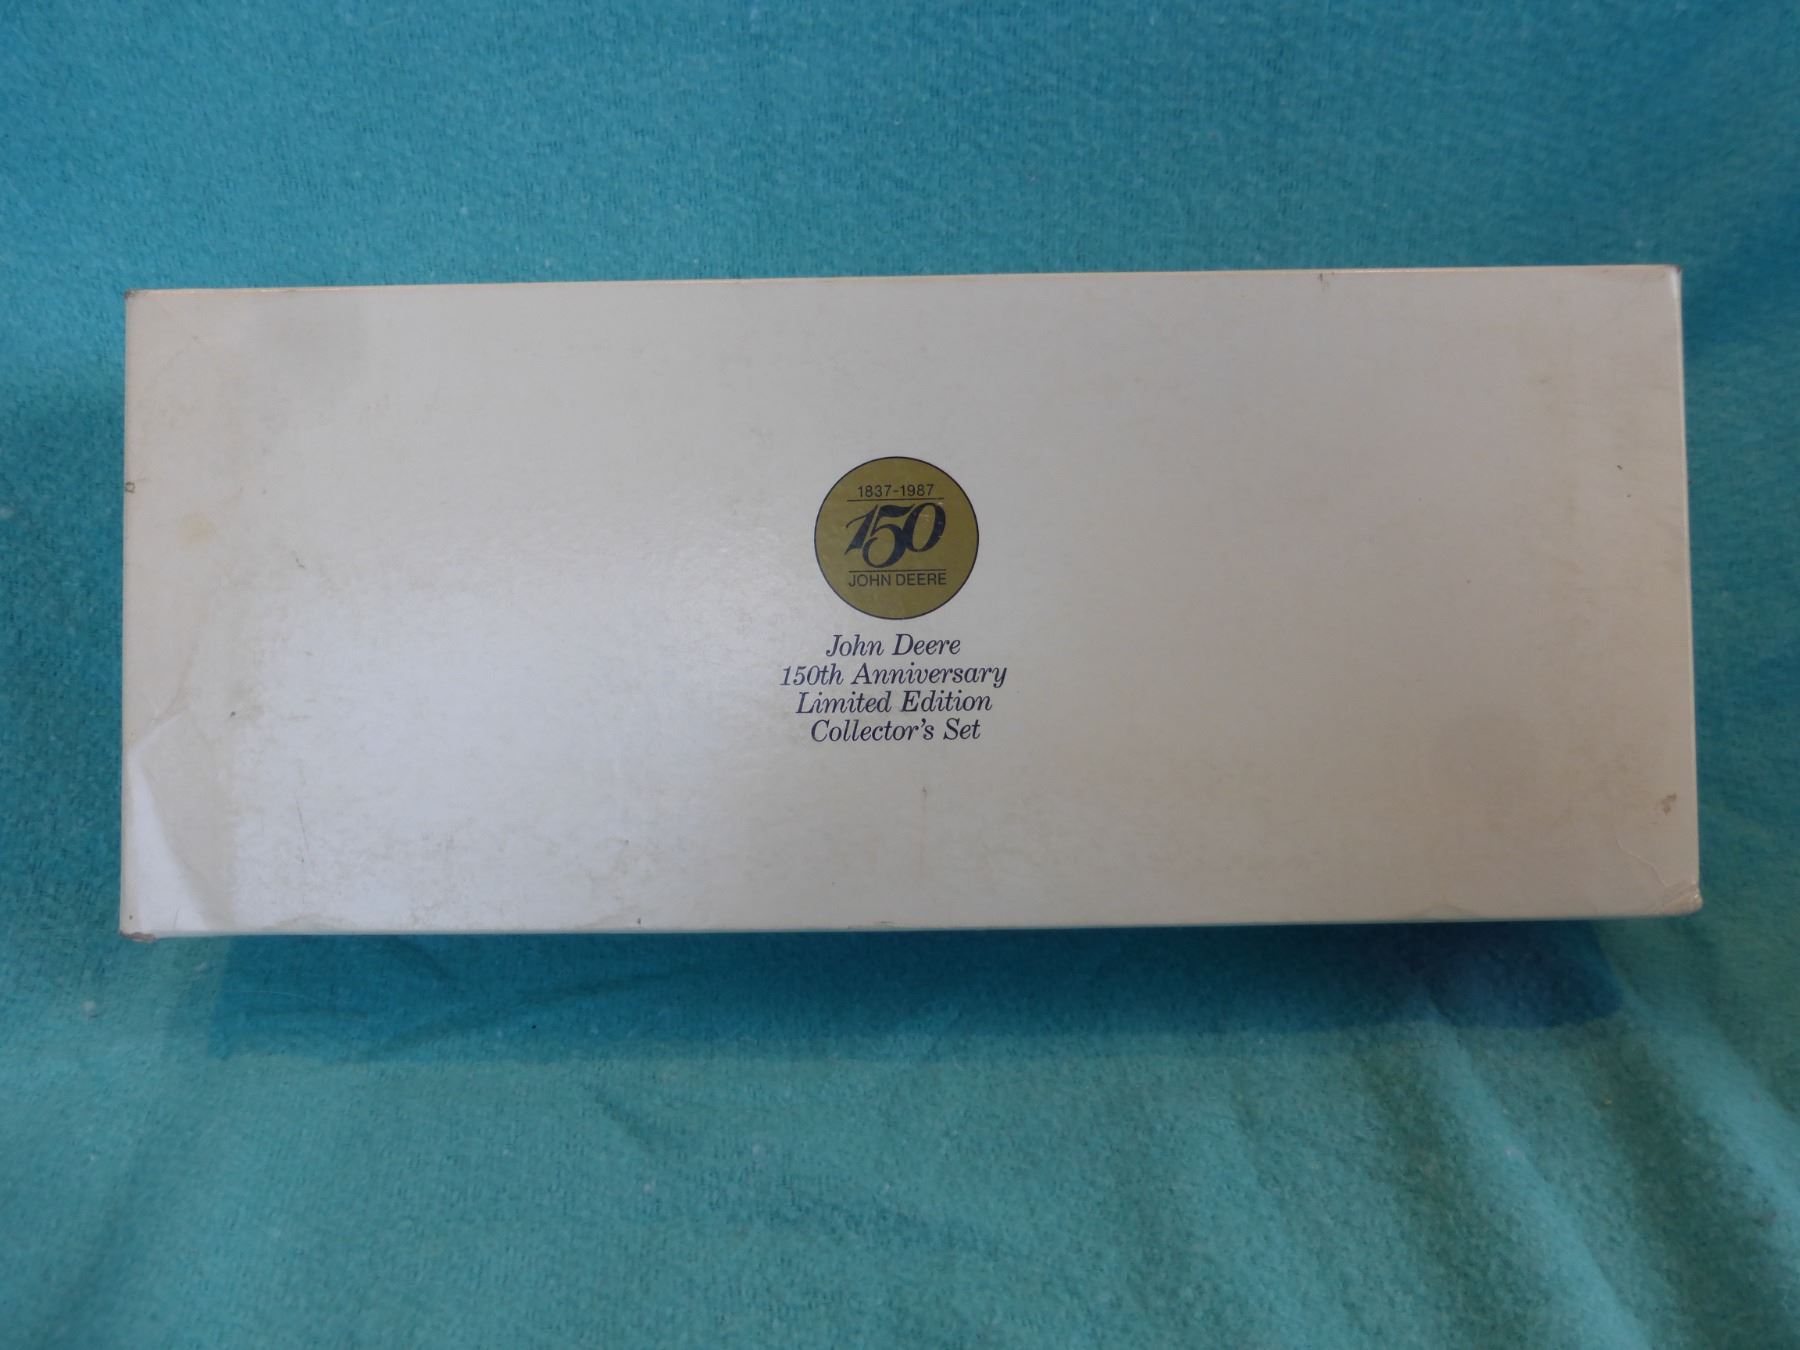 1837-1987
150
JOHN DEERE
John Deere
150th Anniversary
Limited Edition
Collector's Set